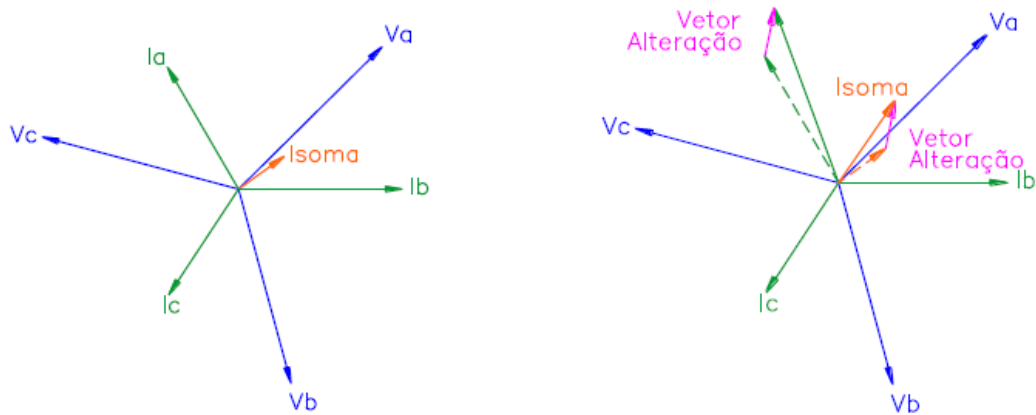 Va
Ia
Vc
Isoma
Ib
Ic
Vb
Vetor
Alteração
Va
Isoma
Vc
Vetor
Alteração
Ib
Ic
Vb